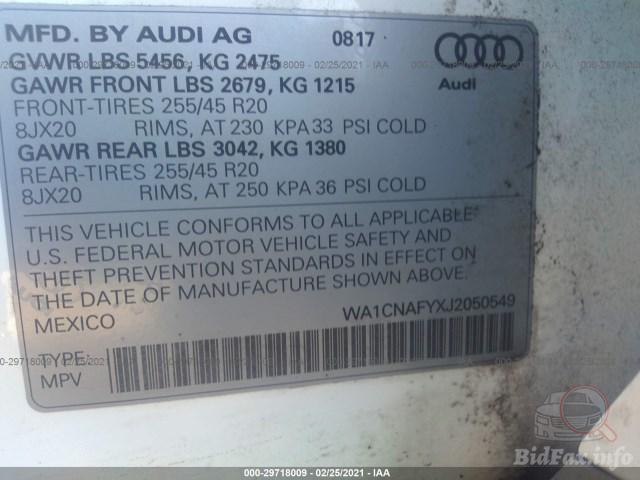 MFD. BY AUDI AG 0817
GVWR LBS 5456, KG 2475
GAWR FRONT LBS 2679, KG 1215
Audi
FRONT-TIRES 255/45 R20
8JX20 RIMS, AT 230 KPA 33 PSI COLD
GAWR REAR LBS 3042, KG 1380
REAR-TIRES 255/45 R20
8JX20 RIMS, AT 250 KPA 36 PSI COLD
THIS VEHICLE CONFORMS TO ALL APPLICABLE
U.S. FEDERAL MOTOR VEHICLE SAFETY AND
THEFT PREVENTION STANDARDS IN EFFECT ON
THE DATE OF MANUFACTURE SHOWN ABOVE.
MEXICO WA1CNAFYXJ2050549
TYPE:
MPV
000-29718009 - 02/25/2021 - IAA
BidFax.info